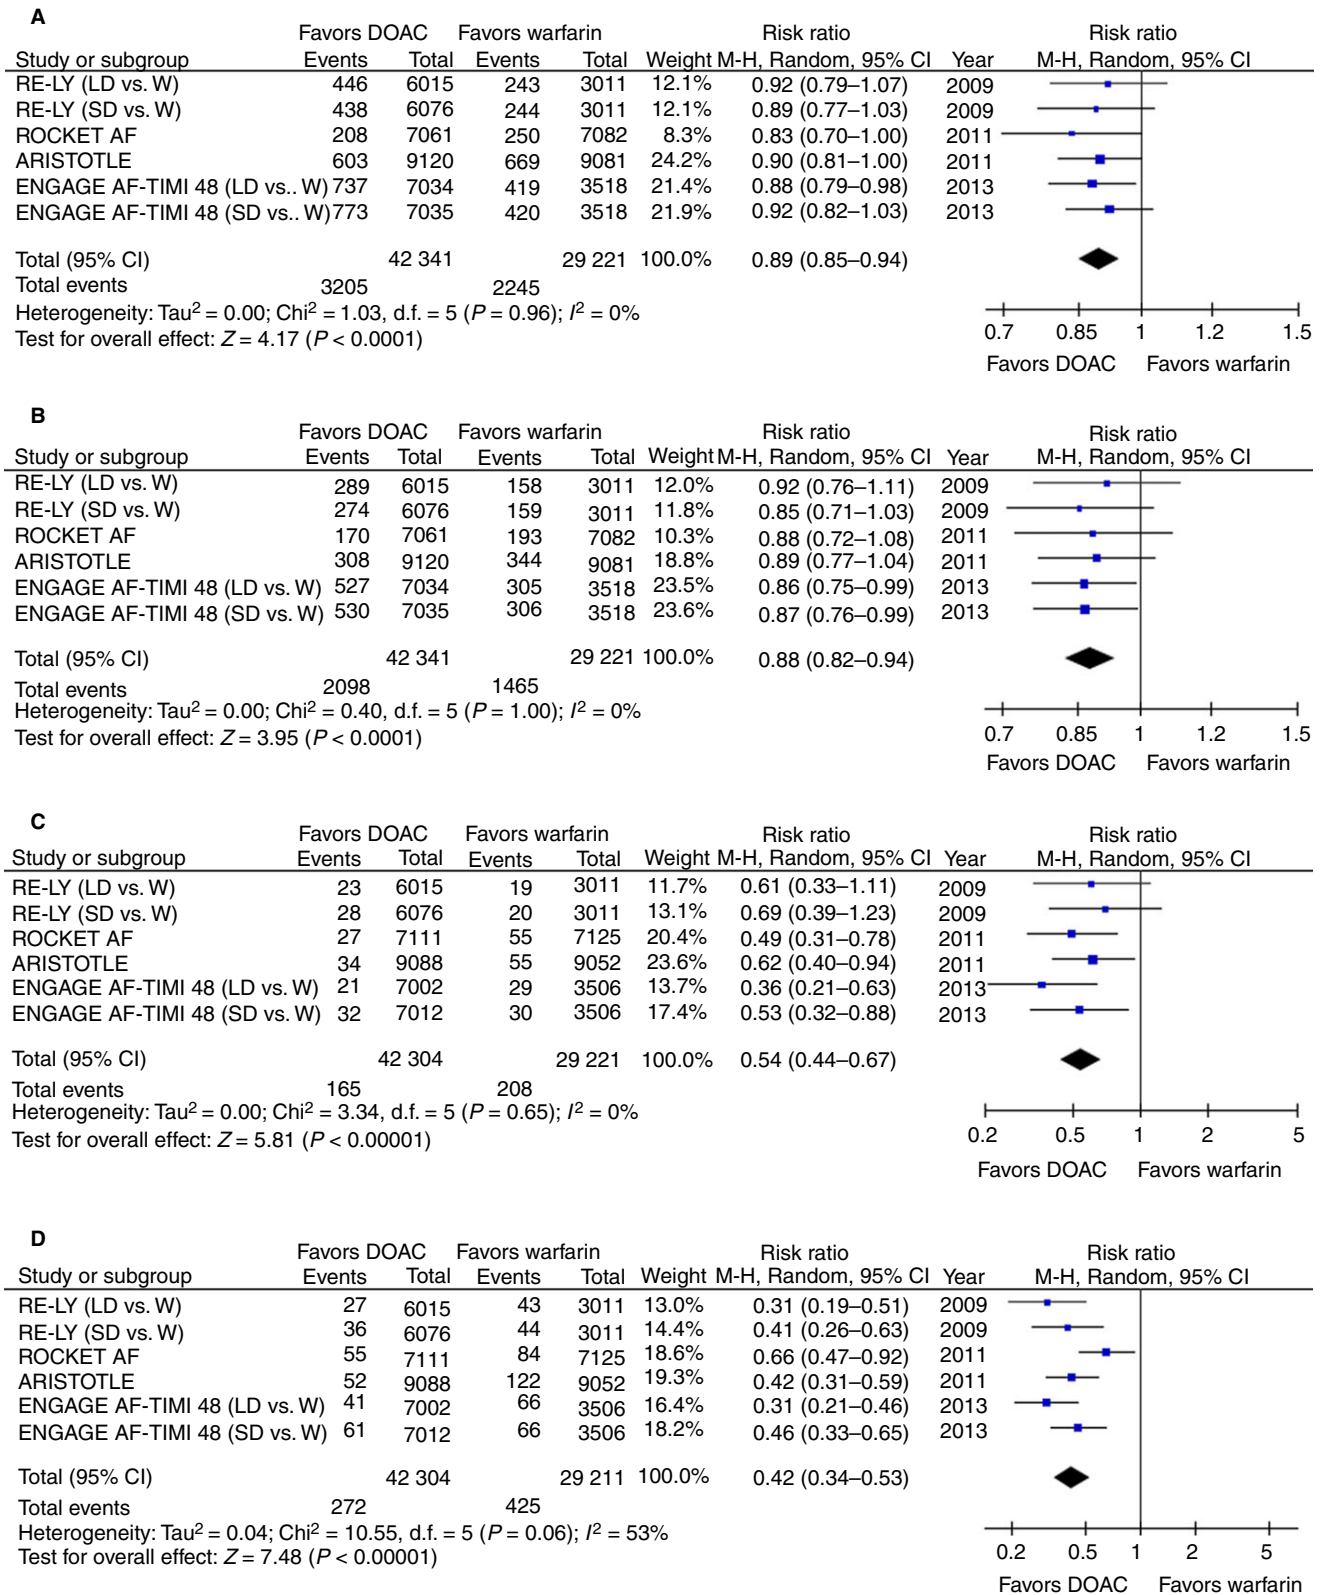 A
Favors DOAC Favors warfarin Risk ratio Risk ratio
Study or subgroup Events Total Events Total Weight M-H, Random, 95% CI Year M-H, Random, 95% CI
RE-LY (LD vs. W) 446 6015 243 3011 12.1% 0.92 (0.79–1.07) 2009
RE-LY (SD vs. W) 438 6076 244 3011 12.1% 0.89 (0.77–1.03) 2009
ROCKET AF 208 7061 250 7082 8.3% 0.83 (0.70–1.00) 2011
ARISTOTLE 603 9120 669 9081 24.2% 0.90 (0.81–1.00) 2011
ENGAGE AF-TIMI 48 (LD vs.. W) 737 7034 419 3518 21.4% 0.88 (0.79–0.98) 2013
ENGAGE AF-TIMI 48 (SD vs.. W) 773 7035 420 3518 21.9% 0.92 (0.82–1.03) 2013
Total (95% CI) 42 341 29 221 100.0% 0.89 (0.85–0.94)
Total events 3205 2245
Heterogeneity: Tau² = 0.00; Chi² = 1.03, d.f. = 5 (P = 0.96); I² = 0%
Test for overall effect: Z = 4.17 (P < 0.0001)
0.7 0.85 1 1.2 1.5
Favors DOAC Favors warfarin
B
Favors DOAC Favors warfarin Risk ratio Risk ratio
Study or subgroup Events Total Events Total Weight M-H, Random, 95% CI Year M-H, Random, 95% CI
RE-LY (LD vs. W) 289 6015 158 3011 12.0% 0.92 (0.76–1.11) 2009
RE-LY (SD vs. W) 274 6076 159 3011 11.8% 0.85 (0.71–1.03) 2009
ROCKET AF 170 7061 193 7082 10.3% 0.88 (0.72–1.08) 2011
ARISTOTLE 308 9120 344 9081 18.8% 0.89 (0.77–1.04) 2011
ENGAGE AF-TIMI 48 (LD vs. W) 527 7034 305 3518 23.5% 0.86 (0.75–0.99) 2013
ENGAGE AF-TIMI 48 (SD vs. W) 530 7035 306 3518 23.6% 0.87 (0.76–0.99) 2013
Total (95% CI) 42 341 29 221 100.0% 0.88 (0.82–0.94)
Total events 2098 1465
Heterogeneity: Tau² = 0.00; Chi² = 0.40, d.f. = 5 (P = 1.00); I² = 0%
Test for overall effect: Z = 3.95 (P < 0.0001)
0.7 0.85 1 1.2 1.5
Favors DOAC Favors warfarin
C
Favors DOAC Favors warfarin Risk ratio Risk ratio
Study or subgroup Events Total Events Total Weight M-H, Random, 95% CI Year M-H, Random, 95% CI
RE-LY (LD vs. W) 23 6015 19 3011 11.7% 0.61 (0.33–1.11) 2009
RE-LY (SD vs. W) 28 6076 20 3011 13.1% 0.69 (0.39–1.23) 2009
ROCKET AF 27 7111 55 7125 20.4% 0.49 (0.31–0.78) 2011
ARISTOTLE 34 9088 55 9052 23.6% 0.62 (0.40–0.94) 2011
ENGAGE AF-TIMI 48 (LD vs. W) 21 7002 29 3506 13.7% 0.36 (0.21–0.63) 2013
ENGAGE AF-TIMI 48 (SD vs. W) 32 7012 30 3506 17.4% 0.53 (0.32–0.88) 2013
Total (95% CI) 42 304 29 221 100.0% 0.54 (0.44–0.67)
Total events 165 208
Heterogeneity: Tau² = 0.00; Chi² = 3.34, d.f. = 5 (P = 0.65); I² = 0%
Test for overall effect: Z = 5.81 (P < 0.00001)
0.2 0.5 1 2 5
Favors DOAC Favors warfarin
D
Favors DOAC Favors warfarin Risk ratio Risk ratio
Study or subgroup Events Total Events Total Weight M-H, Random, 95% CI Year M-H, Random, 95% CI
RE-LY (LD vs. W) 27 6015 43 3011 13.0% 0.31 (0.19–0.51) 2009
RE-LY (SD vs. W) 36 6076 44 3011 14.4% 0.41 (0.26–0.63) 2009
ROCKET AF 55 7111 84 7125 18.6% 0.66 (0.47–0.92) 2011
ARISTOTLE 52 9088 122 9052 19.3% 0.42 (0.31–0.59) 2011
ENGAGE AF-TIMI 48 (LD vs. W) 41 7002 66 3506 16.4% 0.31 (0.21–0.46) 2013
ENGAGE AF-TIMI 48 (SD vs. W) 61 7012 66 3506 18.2% 0.46 (0.33–0.65) 2013
Total (95% CI) 42 304 29 211 100.0% 0.42 (0.34–0.53)
Total events 272 425
Heterogeneity: Tau² = 0.04; Chi² = 10.55, d.f. = 5 (P = 0.06); I² = 53%
Test for overall effect: Z = 7.48 (P < 0.00001)
0.2 0.5 1 2 5
Favors DOAC Favors warfarin